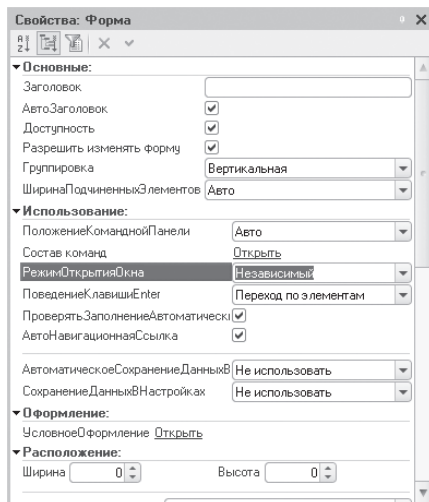 Свойства: Форма
Основные:
Заголовок
АвтоЗаголовок
Доступность
Разрешить изменять форму
Группировка Вертикальная
ШиринаПодчиненныхЭлементов Авто
Использование:
ПоложениеКоманднойПанели Авто
Состав команд Открыть
РежимОткрытияОкна Независимый
ПоведениеКлавишиEnter Переход по элементам
ПроверятьЗаполнениеАвтоматически
АвтоНавигационнаяСсылка
АвтоматическоеСохранениеДанныхВ Не использовать
СохранениеДанныхВНастройках Не использовать
Оформление:
УсловноеОформление Открыть
Расположение:
Ширина 0 Высота 0